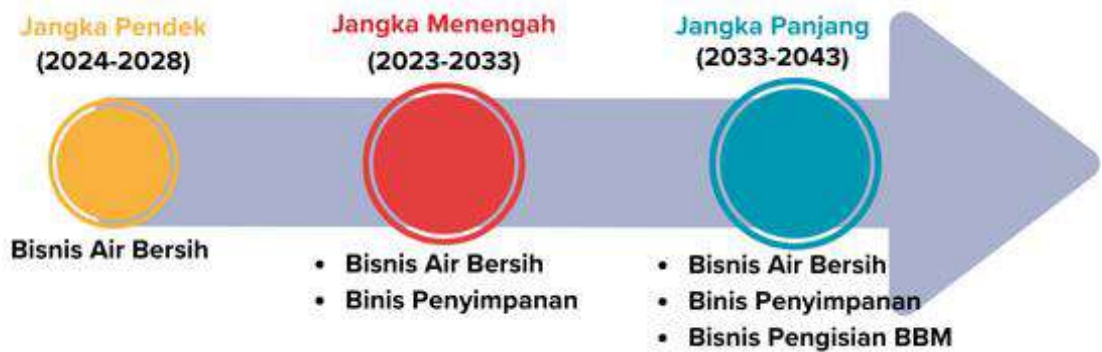 Jangka Pendek
(2024-2028)
Bisnis Air Bersih
Jangka Menengah
(2023-2033)
• Bisnis Air Bersih
• Binis Penyimpanan
Jangka Panjang
(2033-2043)
• Bisnis Air Bersih
• Binis Penyimpanan
• Bisnis Pengisian BBM